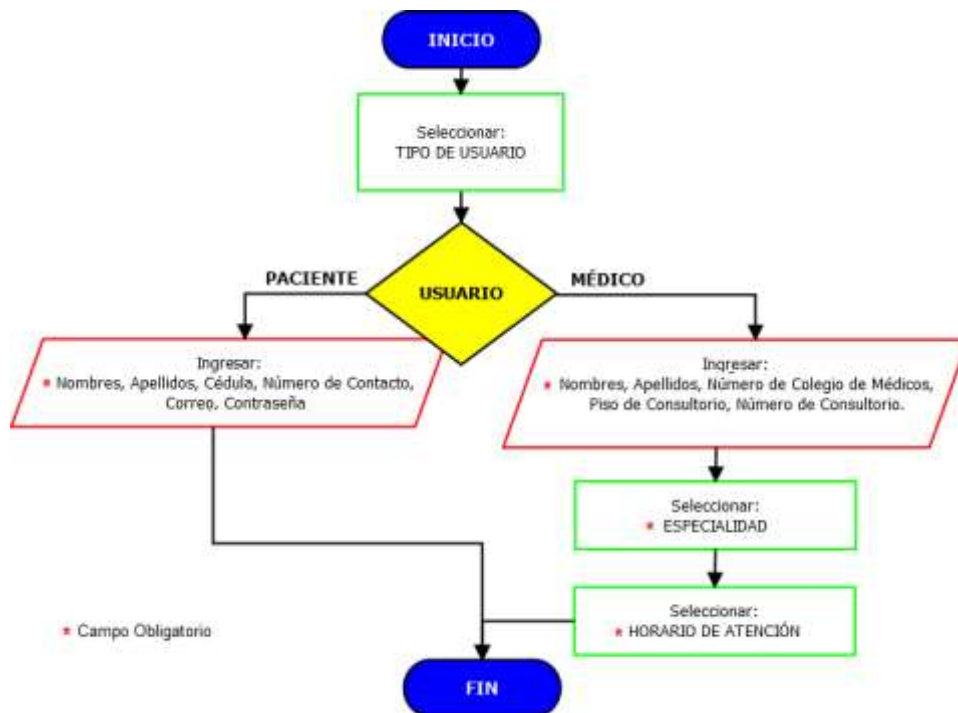 INICIO
Seleccionar:
TIPO DE USUARIO
USUARIO
PACIENTE
MÉDICO
Ingresar:
* Nombres, Apellidos, Cédula, Número de Contacto,
Correo, Contraseña
Ingresar:
* Nombres, Apellidos, Número de Colegio de Médicos,
Piso de Consultorio, Número de Consultorio.
Seleccionar:
* ESPECIALIDAD
Seleccionar:
* HORARIO DE ATENCIÓN
* Campo Obligatorio
FIN